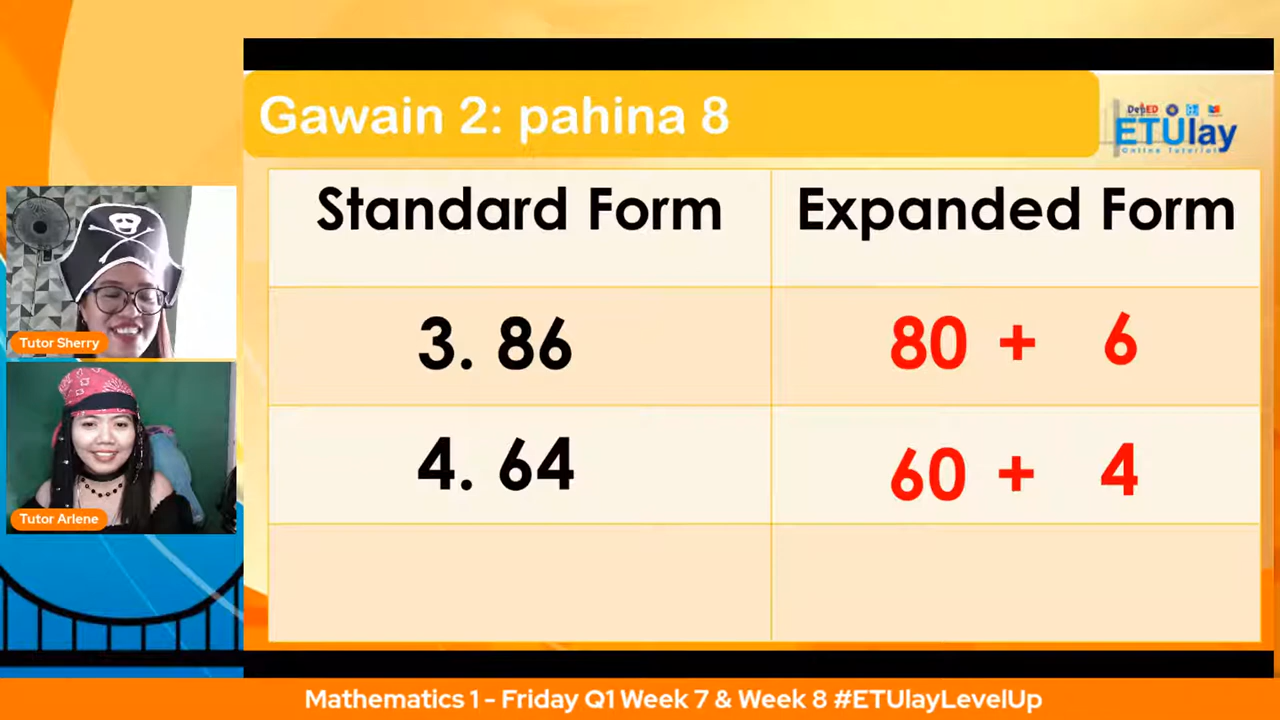 Gawain 2: pahina 8
DepED
ETUlay
Online Tutorial
Standard Form
Expanded Form
3. 86
80 + 6
4. 64
60 + 4
Tutor Sherry
Tutor Arlene
Mathematics 1 - Friday Q1 Week 7 & Week 8 #ETUlayLevelUp